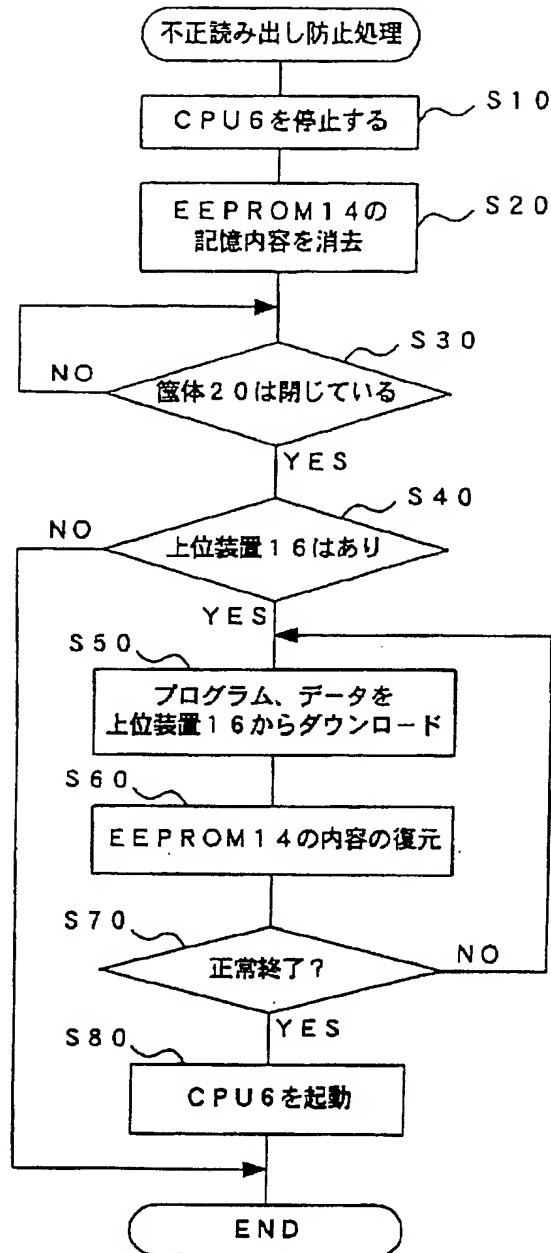 不正読み出し防止処理
S10
CPU6を停止する
S20
EEPROM14の
記憶内容を消去
S30
NO
筐体20は閉じている
YES
S40
NO
上位装置16はあり
YES
S50
プログラム、データを
上位装置16からダウンロード
S60
EEPROM14の内容の復元
S70
正常終了?
NO
YES
S80
CPU6を起動
END